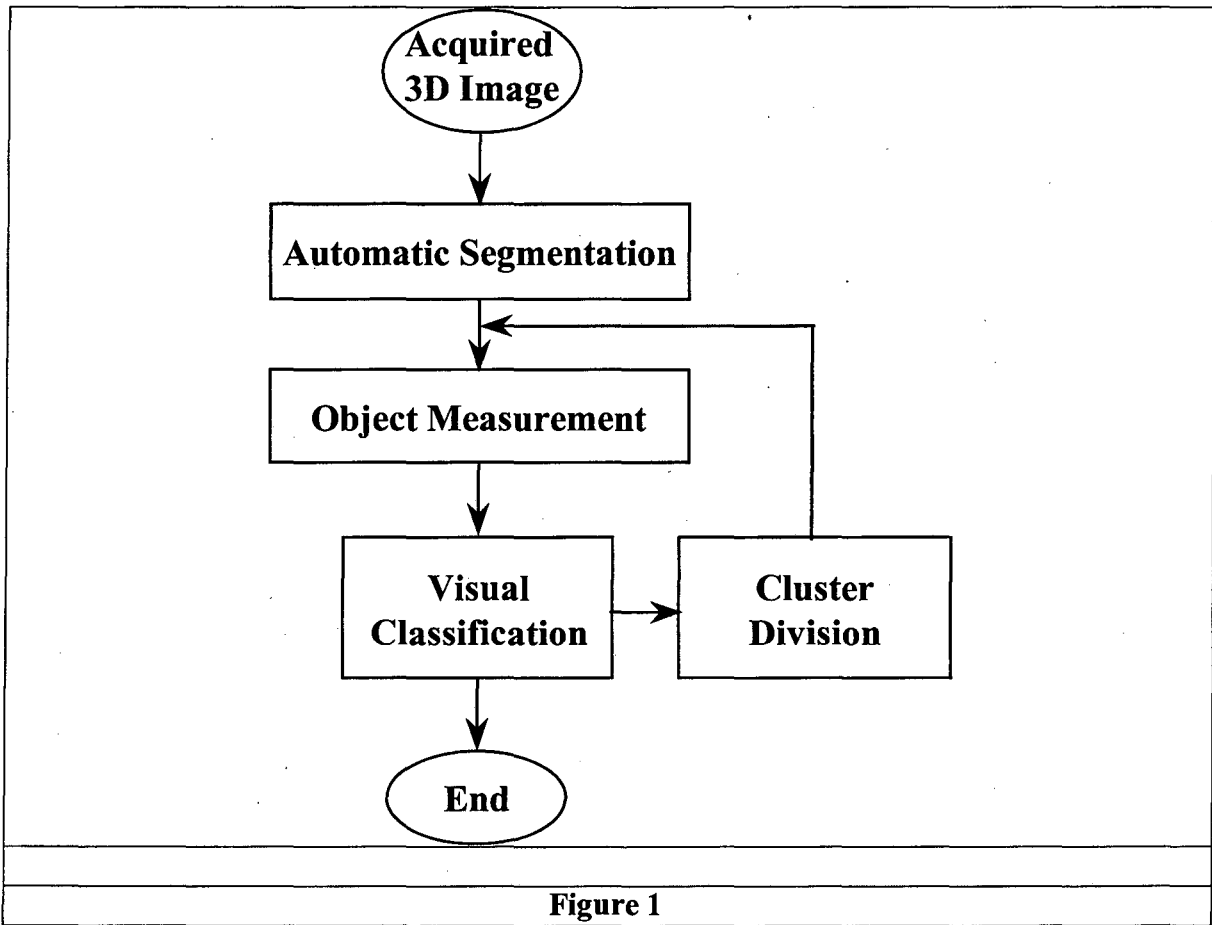 Acquired
3D Image
Automatic Segmentation
Object Measurement
Visual
Classification
Cluster
Division
End
Figure 1